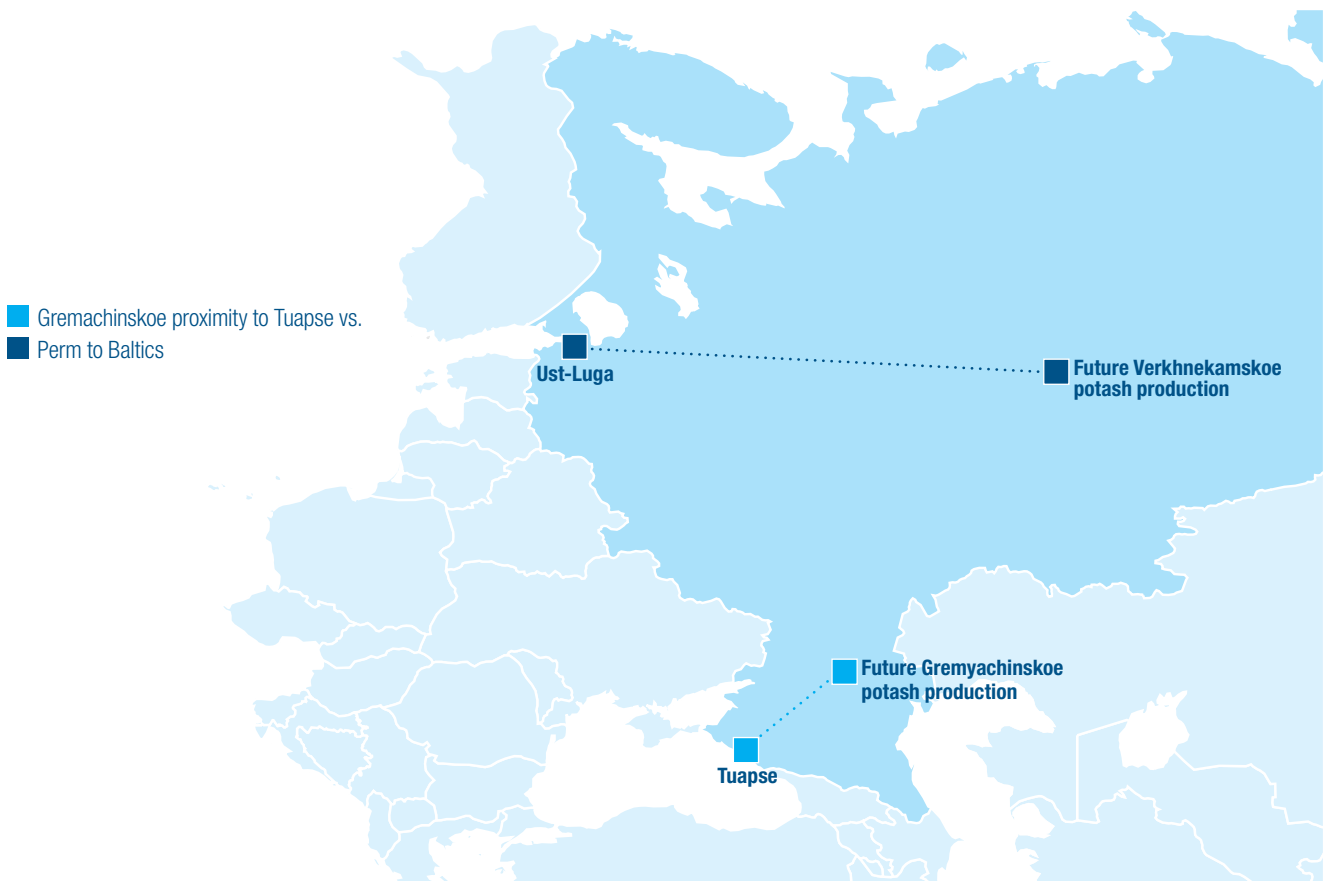 Gremachinskoe proximity to Tuapse vs.
Perm to Baltics
Ust-Luga
Future Verkhnekamskoe
potash production
Future Gremyachinskoe
potash production
Tuapse